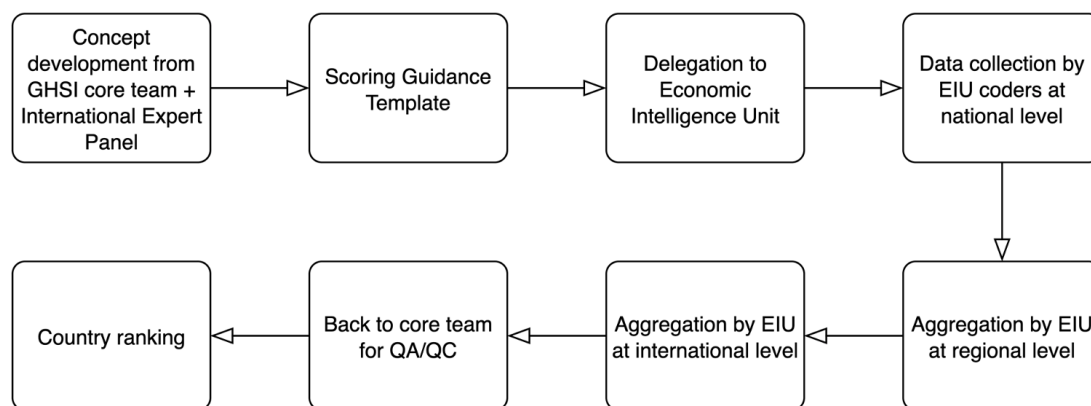 Concept
development from
GHSI core team +
International Expert
Panel
Scoring Guidance
Template
Delegation to
Economic
Intelligence Unit
Data collection by
EIU coders at
national level
Country ranking
Back to core team
for QA/QC
Aggregation by EIU
at international level
Aggregation by EIU
at regional level